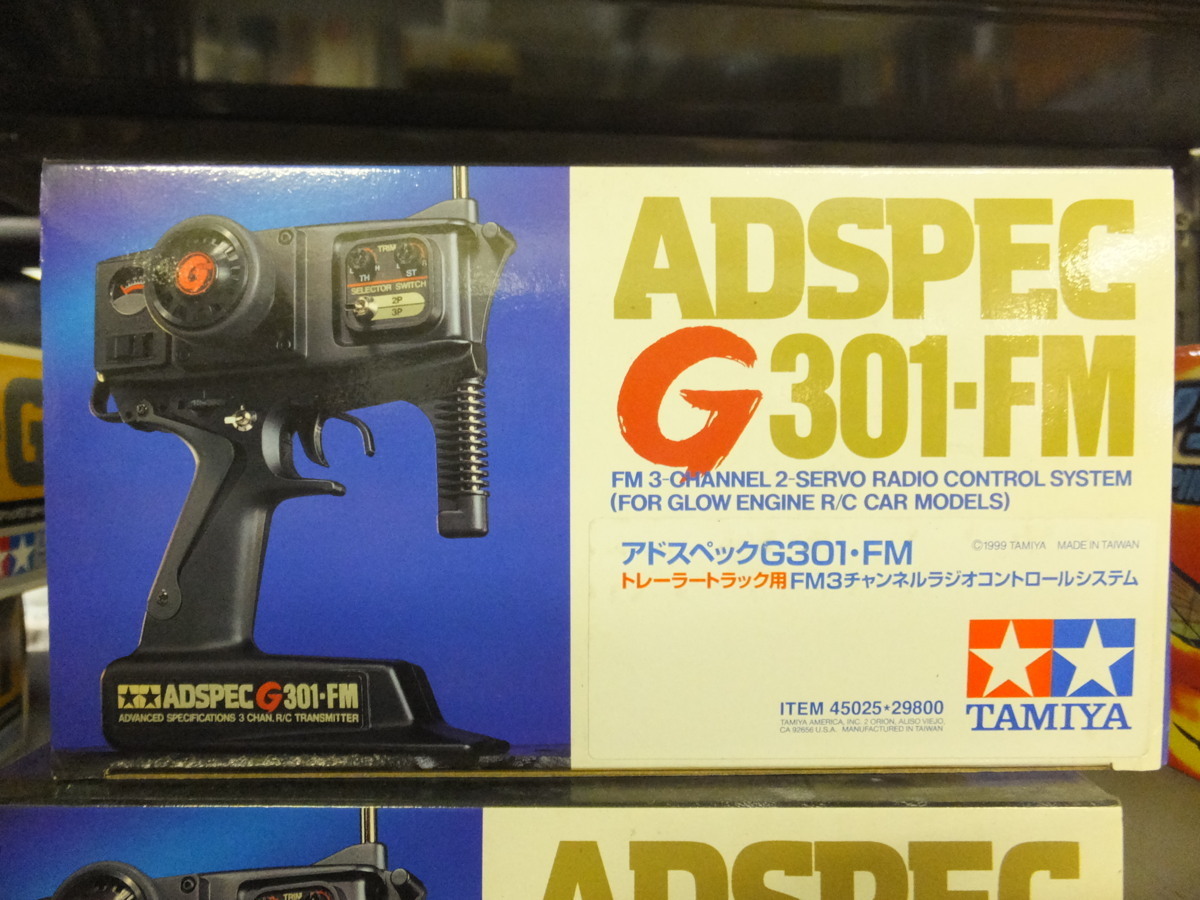 ADSPEC
G301-FM
FM 3-CHANNEL 2-SERVO RADIO CONTROL SYSTEM
(FOR GLOW ENGINE R/C CAR MODELS)
アドスペックG301・FM
©1999 TAMIYA MADE IN TAIWAN
トレーラートラック用FM3チャンネルラジオコントロールシステム
ITEM 45025★29800
TAMIYA AMERICA, INC. 2 ORION, ALISO VIEJO,
CA 92656 U.S.A. MANUFACTURED IN TAIWAN
TAMIYA
G
TRIM
TH ST
SELECTOR SWITCH
2P
3P
ADSPEC G301·FM
ADVANCED SPECIFICATIONS 3 CHAN. R/C TRANSMITTER
TRIM
ADSPEC